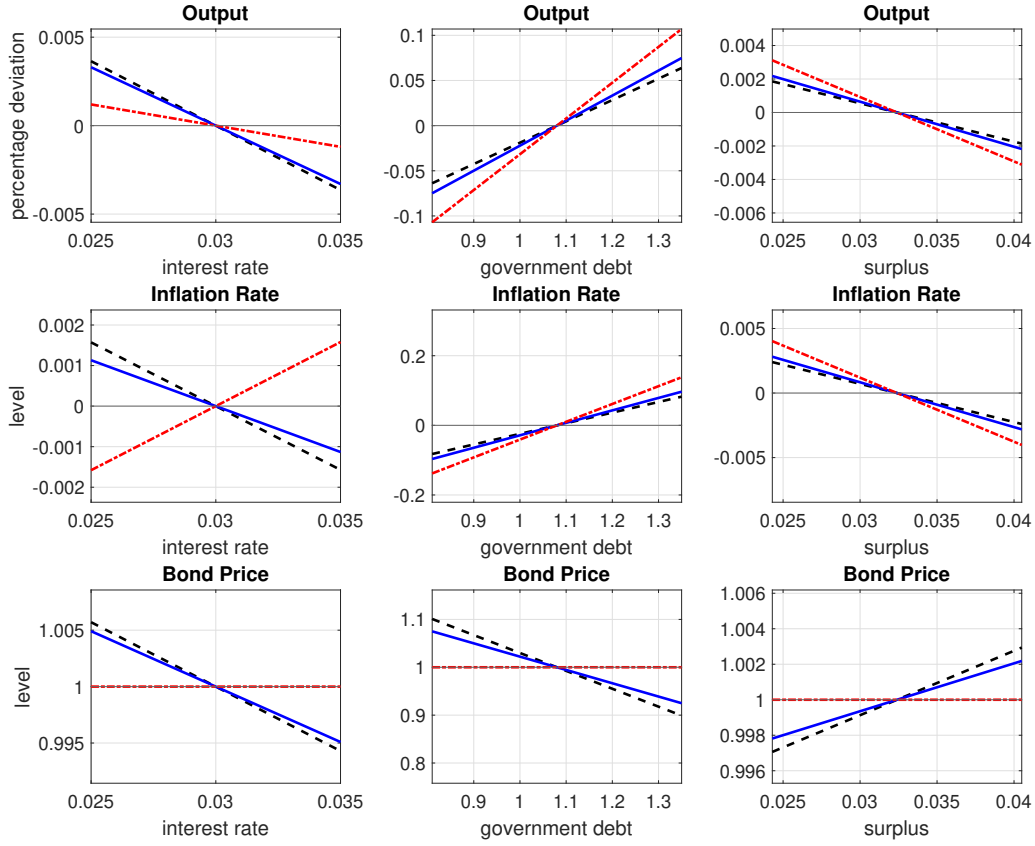 Output
Output
Output
percentage deviation
0.005
0
-0.005
0.025 0.03 0.035
interest rate
0.1
0.05
0
-0.05
-0.1
0.9 1 1.1 1.2 1.3
government debt
0.004
0.002
0
-0.002
-0.004
-0.006
0.025 0.03 0.035 0.04
surplus
Inflation Rate
Inflation Rate
Inflation Rate
level
0.002
0.001
0
-0.001
-0.002
0.025 0.03 0.035
interest rate
0.2
0
-0.2
0.9 1 1.1 1.2 1.3
government debt
0.005
0
-0.005
0.025 0.03 0.035 0.04
surplus
Bond Price
Bond Price
Bond Price
level
1.005
1
0.995
0.025 0.03 0.035
interest rate
1.1
1
0.9
0.8
0.9 1 1.1 1.2 1.3
government debt
1.006
1.004
1.002
1
0.998
0.996
0.025 0.03 0.035 0.04
surplus